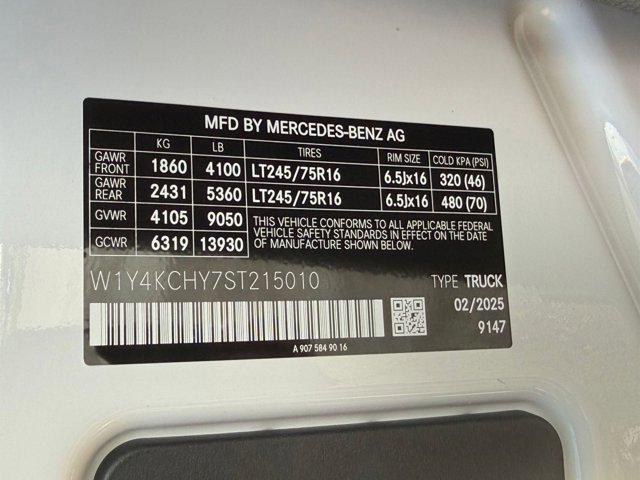 MFD BY MERCEDES-BENZ AG
KG LB TIRES RIM SIZE COLD KPA (PSI)
GAWR FRONT 1860 4100 LT245/75R16 6.5Jx16 320 (46)
GAWR REAR 2431 5360 LT245/75R16 6.5Jx16 480 (70)
GVWR 4105 9050 THIS VEHICLE CONFORMS TO ALL APPLICABLE FEDERAL
VEHICLE SAFETY STANDARDS IN EFFECT ON THE DATE
GCWR 6319 13930 OF MANUFACTURE SHOWN BELOW.
W1Y4KCHY7ST215010 TYPE TRUCK
02/2025
9147
A 907 584 90 16